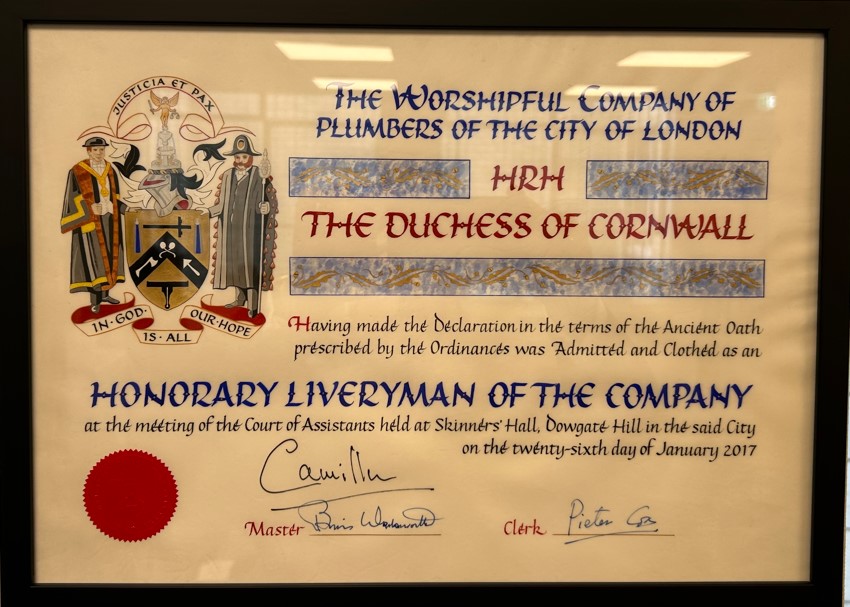 JUSTICIA ET PAX
THE WORSHIPFUL COMPANY OF
PLUMBERS OF THE CITY OF LONDON
HRH
THE DUCHESS OF CORNWALL
IN·GOD·
IS·ALL
OUR·HOPE
Having made the Declaration in the terms of the Ancient Oath
prescribed by the Ordinances was Admitted and Clothed as an
HONORARY LIVERYMAN OF THE COMPANY
at the meeting of the Court of Assistants held at Skinners' Hall, Dowgate Hill in the said City
on the twenty-sixth day of January 2017
Camilla
Master
Clerk Pieter Cox